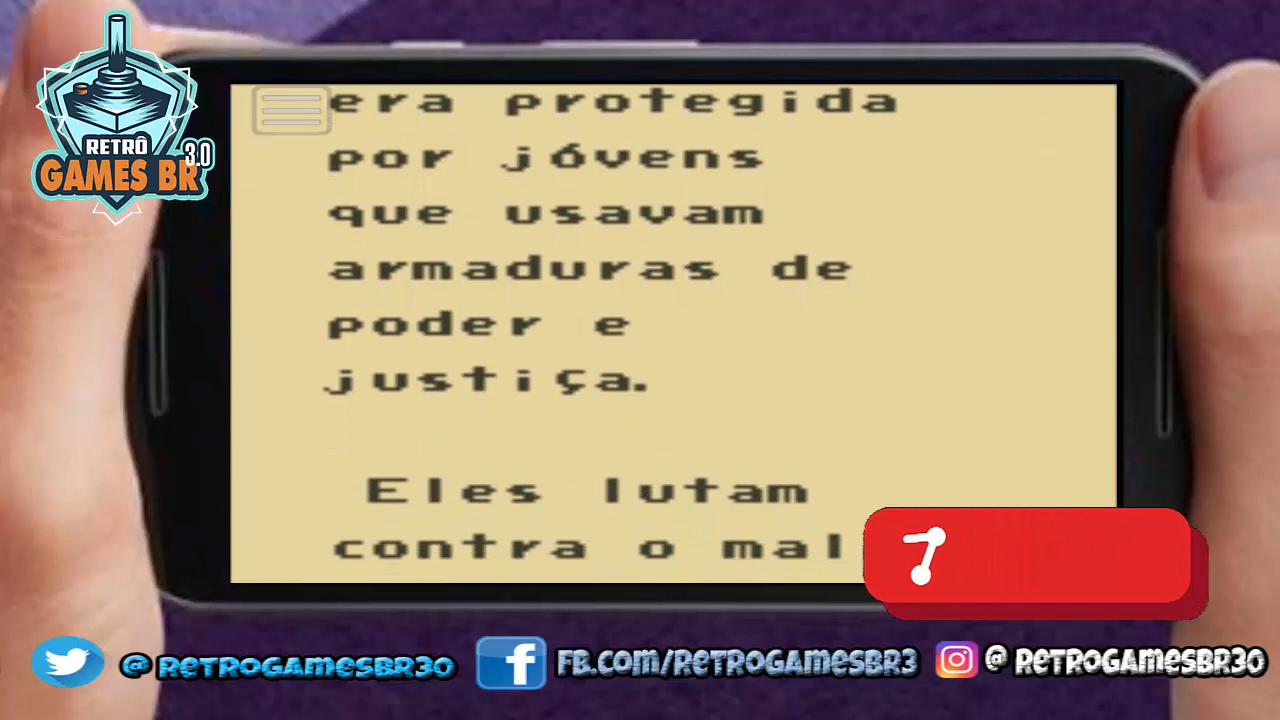 RETRÔ
GAMES BR
3.0
era protegida
por jóvens
que usavam
armaduras de
poder e
justiça.
Eles lutam
contra o mal
@RETROGAMESBR30
FB.COM/RETROGAMESBR3
@RETROGAMESBR30